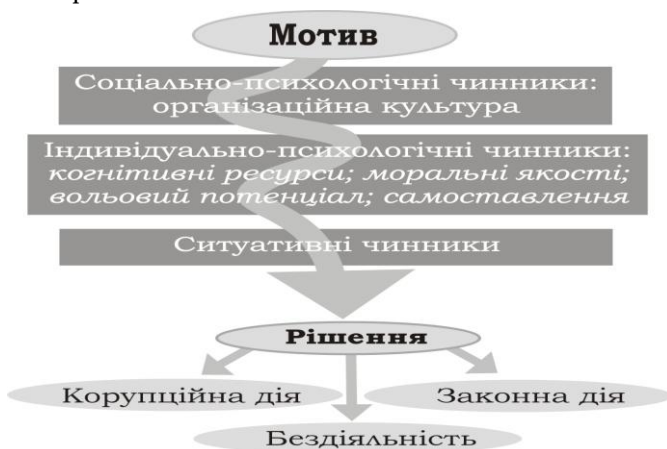 Мотив
Соціально-психологічні чинники:
організаційна культура
Індивідуально-психологічні чинники:
когнітивні ресурси; моральні якості;
вольовий потенціал; самоставлення
Ситуативні чинники
Рішення
Корупційна дія
Законна дія
Бездіяльність